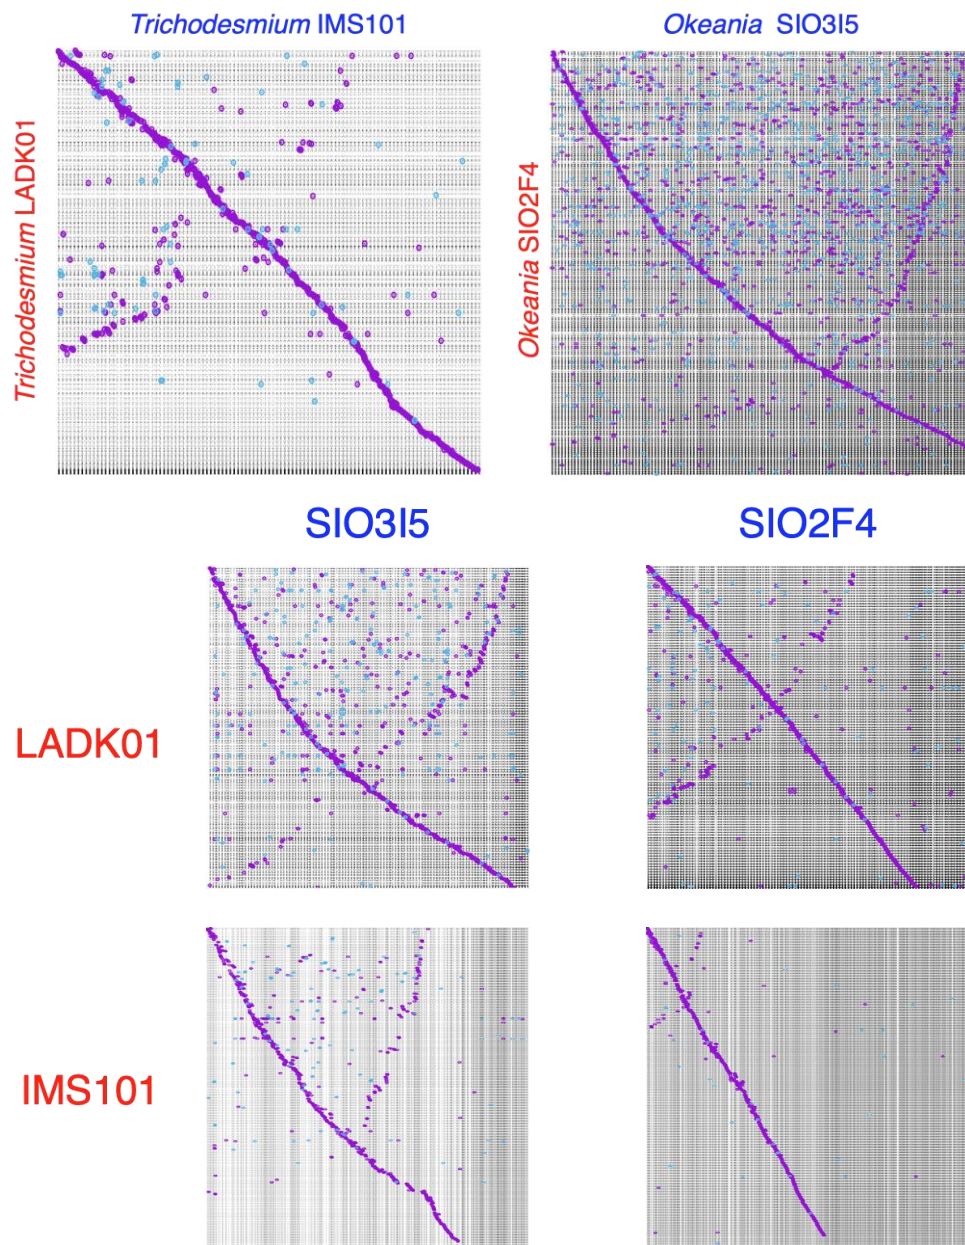 Trichodesmium IMS101
Okeania SIO3I5
Trichodesmium LADK01
Okeania SIO2F4
SIO3I5
SIO2F4
LADK01
IMS101